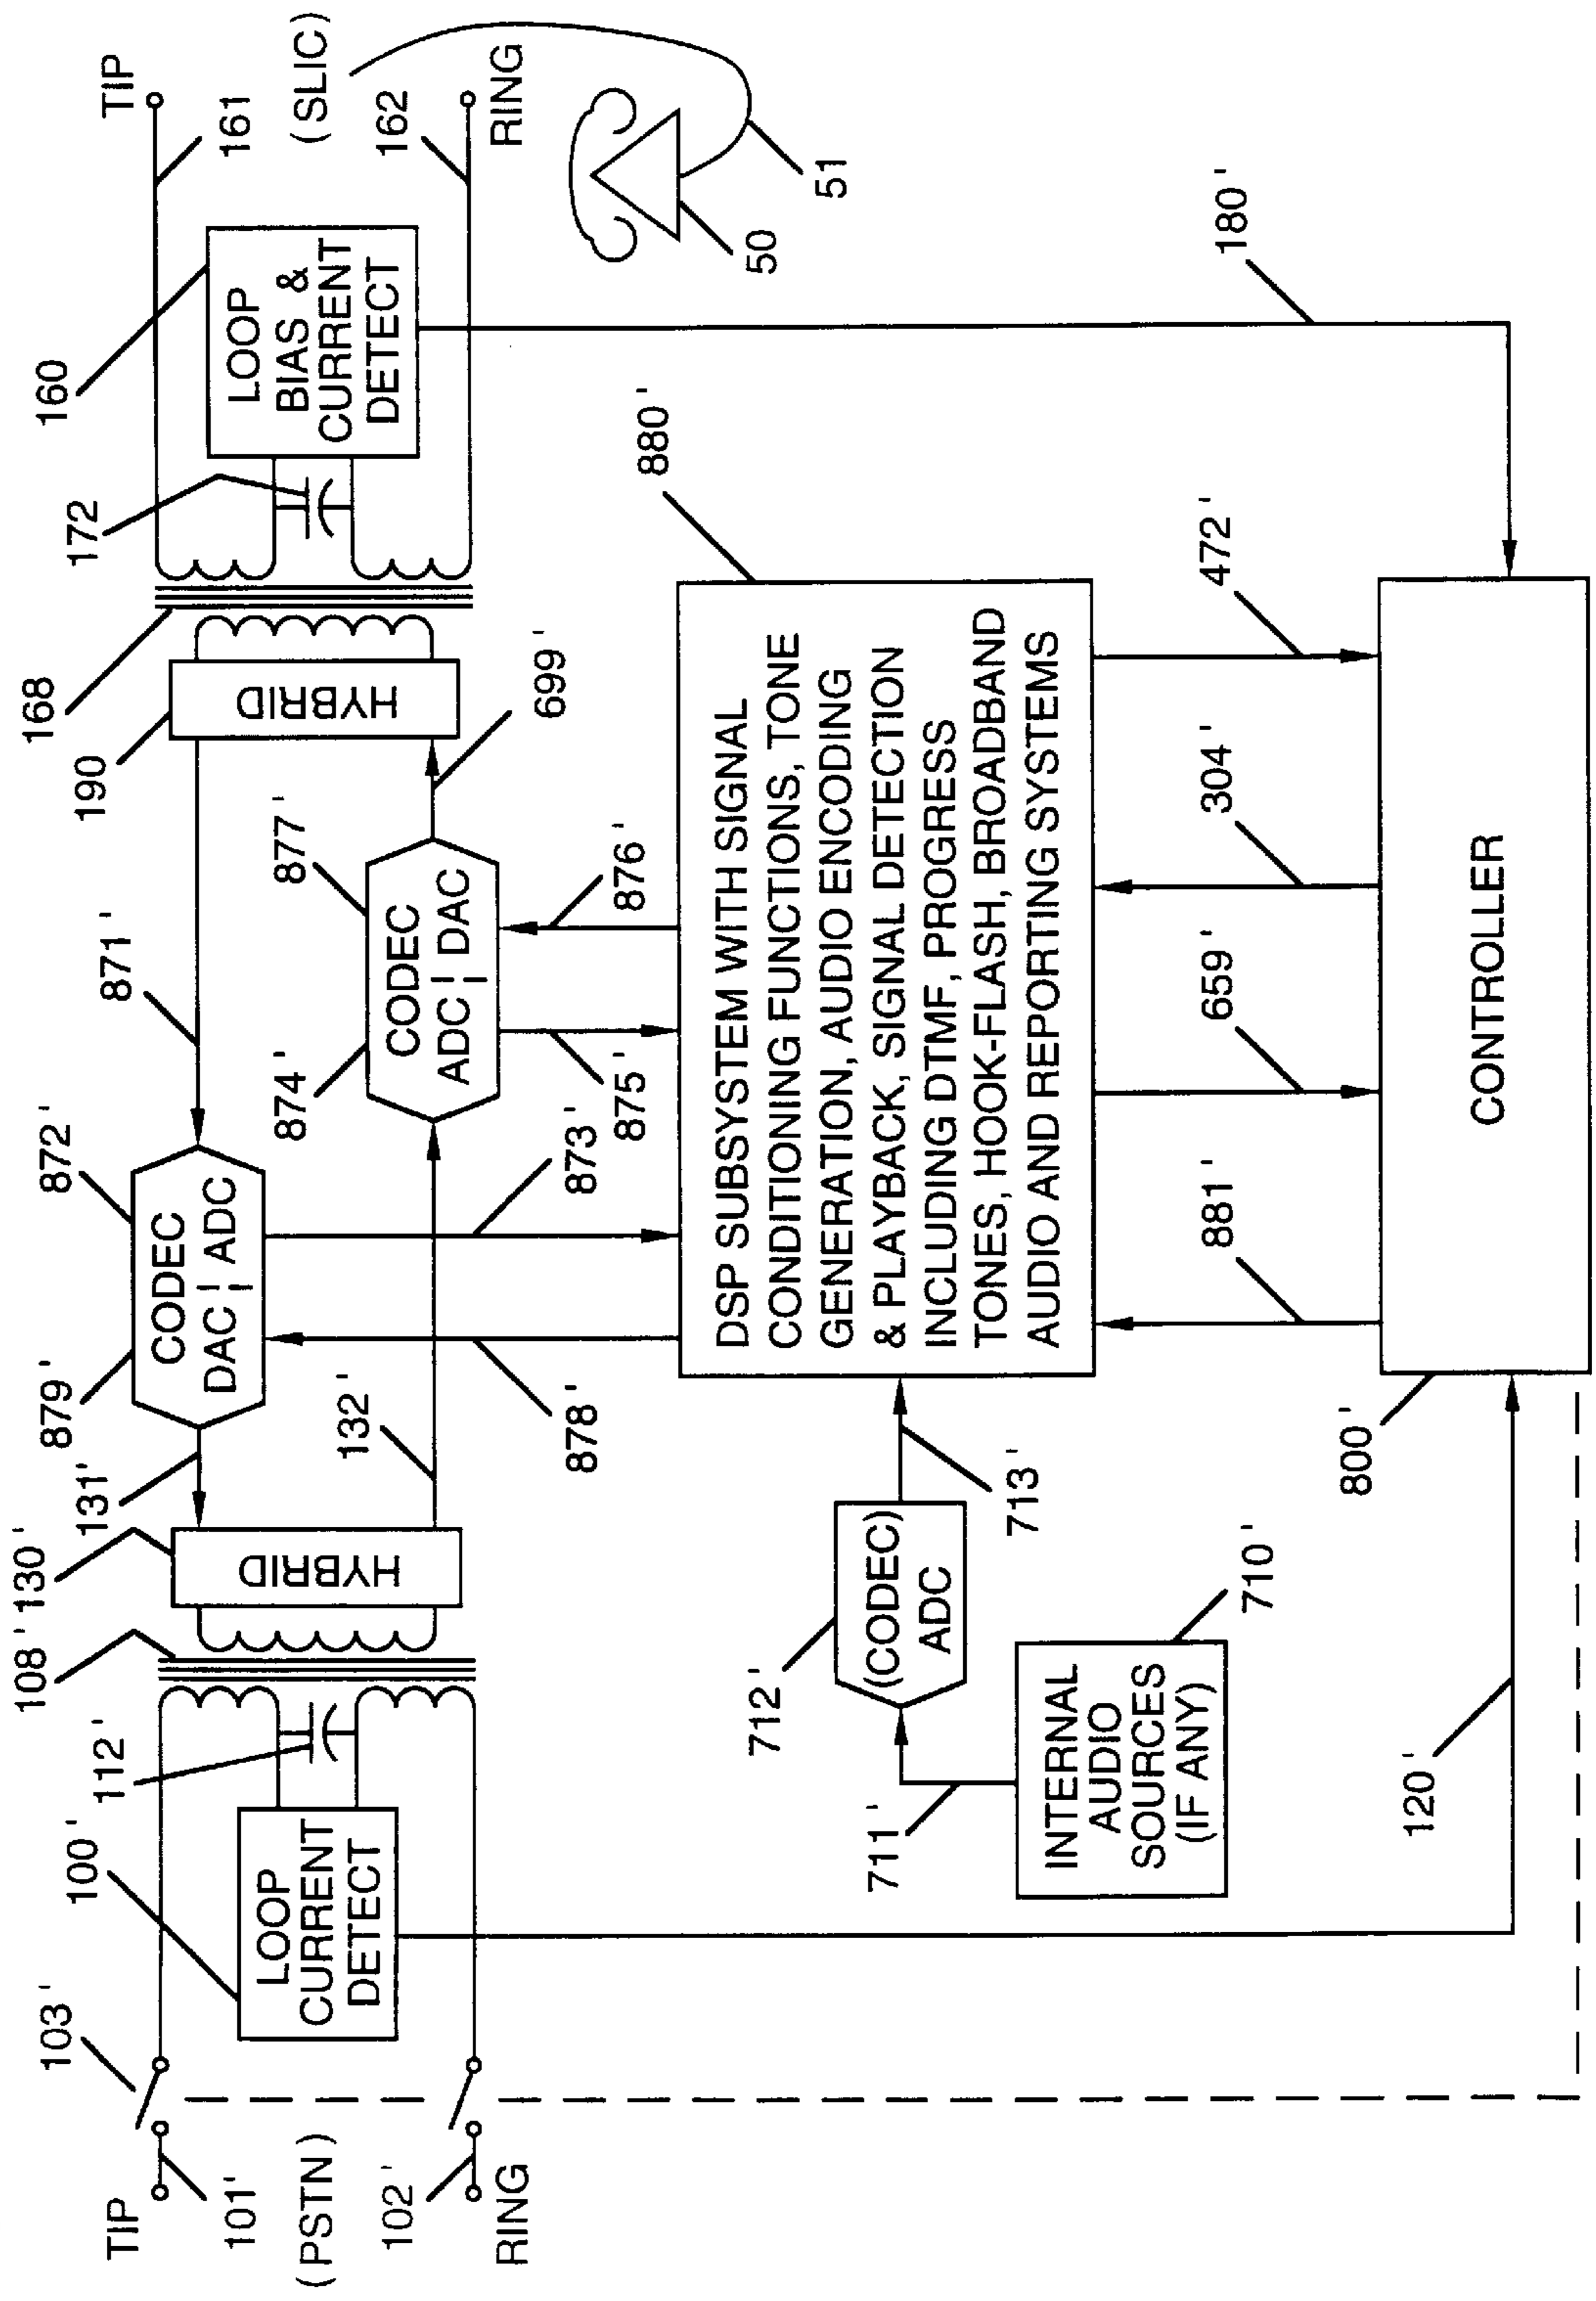 TIP
101'
(PSTN)
102'
RING
103'
100'
LOOP
CURRENT
DETECT
112'
108'
130'
HYBRID
131'
132'
879'
872'
CODEC
DAC ¦ ADC
871'
878'
873'
874'
877'
CODEC
ADC ¦ DAC
875'
876'
699'
190
HYBRID
168
172
160
LOOP
BIAS &
CURRENT
DETECT
TIP
161
(SLIC)
162
RING
50
51
180'
880'
DSP SUBSYSTEM WITH SIGNAL
CONDITIONING FUNCTIONS, TONE
GENERATION, AUDIO ENCODING
& PLAYBACK, SIGNAL DETECTION
INCLUDING DTMF, PROGRESS
TONES, HOOK-FLASH, BROADBAND
AUDIO AND REPORTING SYSTEMS
712'
(CODEC)
ADC
713'
711'
710'
INTERNAL
AUDIO
SOURCES
(IF ANY)
120'
881'
659'
304'
472'
800'
CONTROLLER